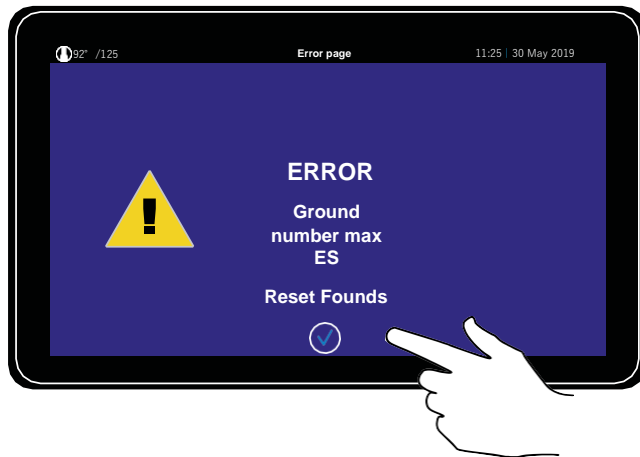 92° /125 Error page 11:25 | 30 May 2019
ERROR
Ground
number max
ES
Reset Founds